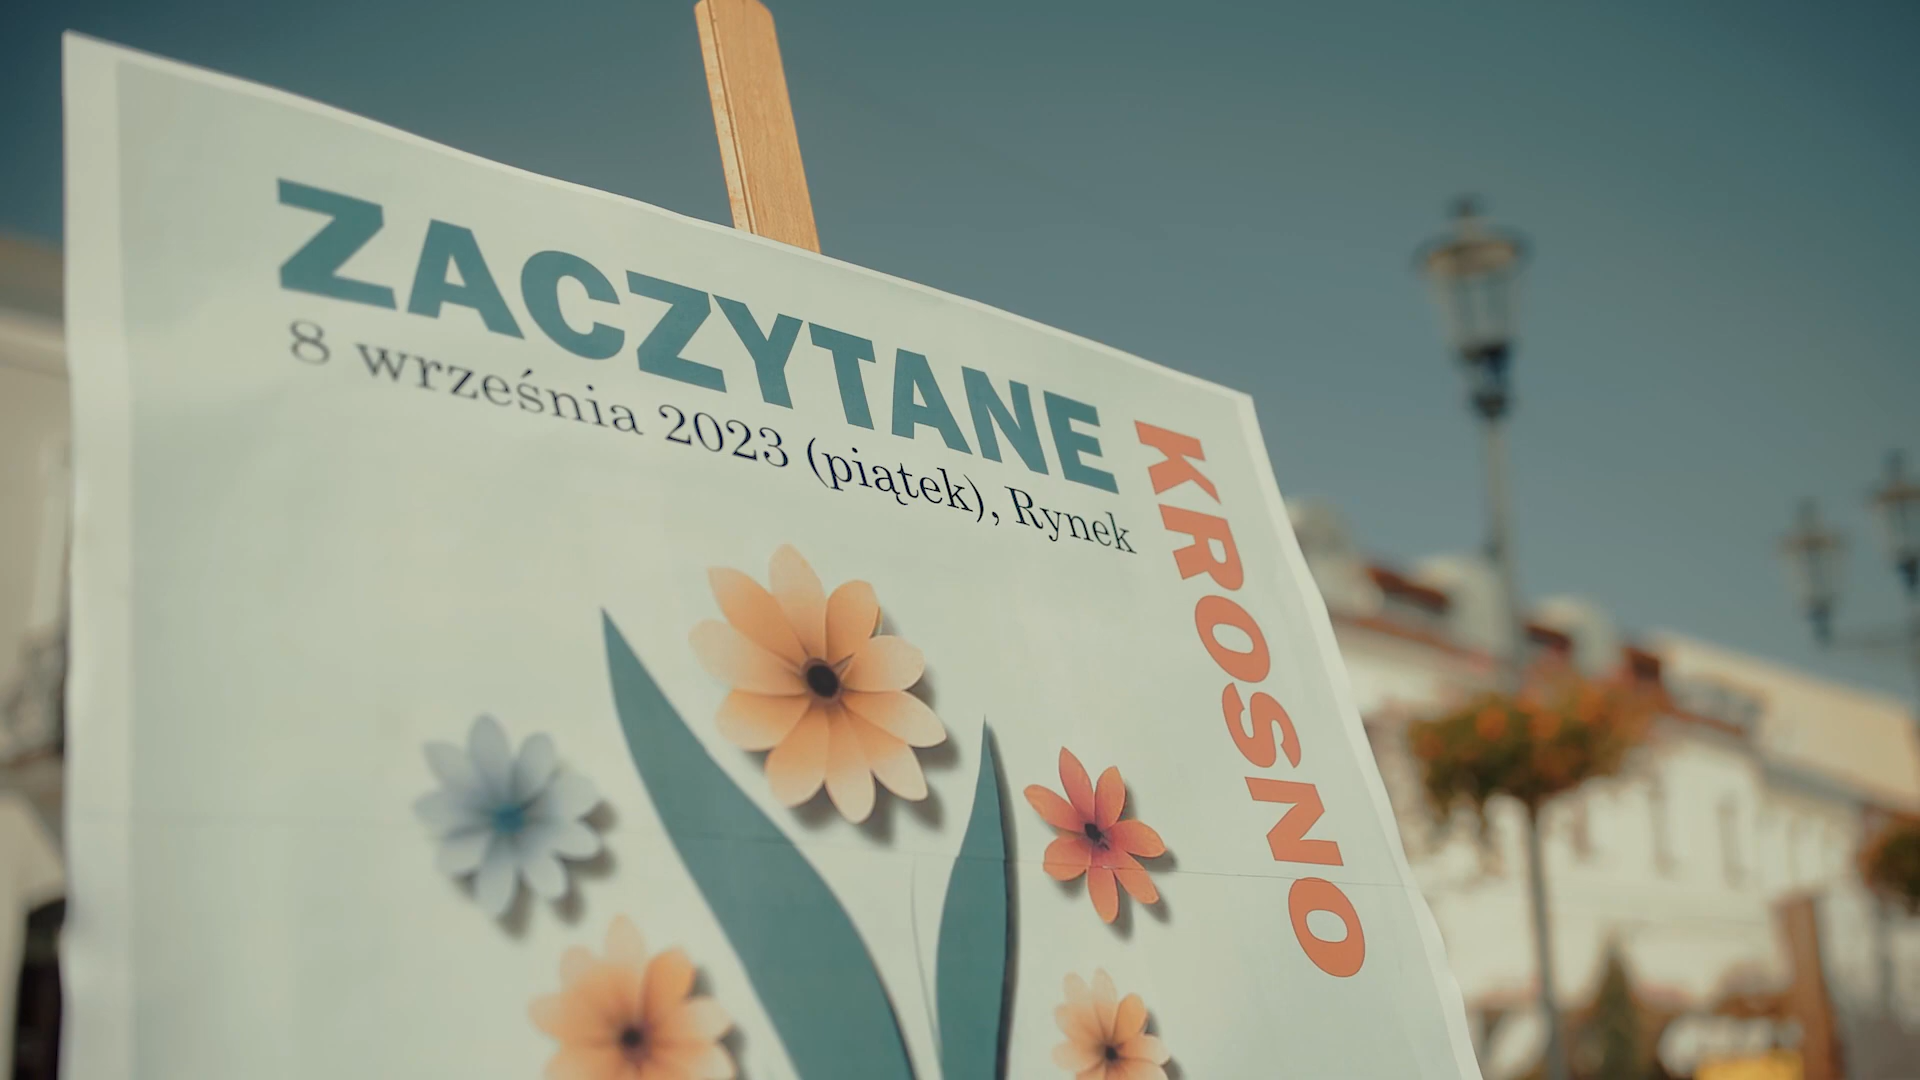 ZACZYTANE
8 września 2023 (piątek), Rynek
KROSNO